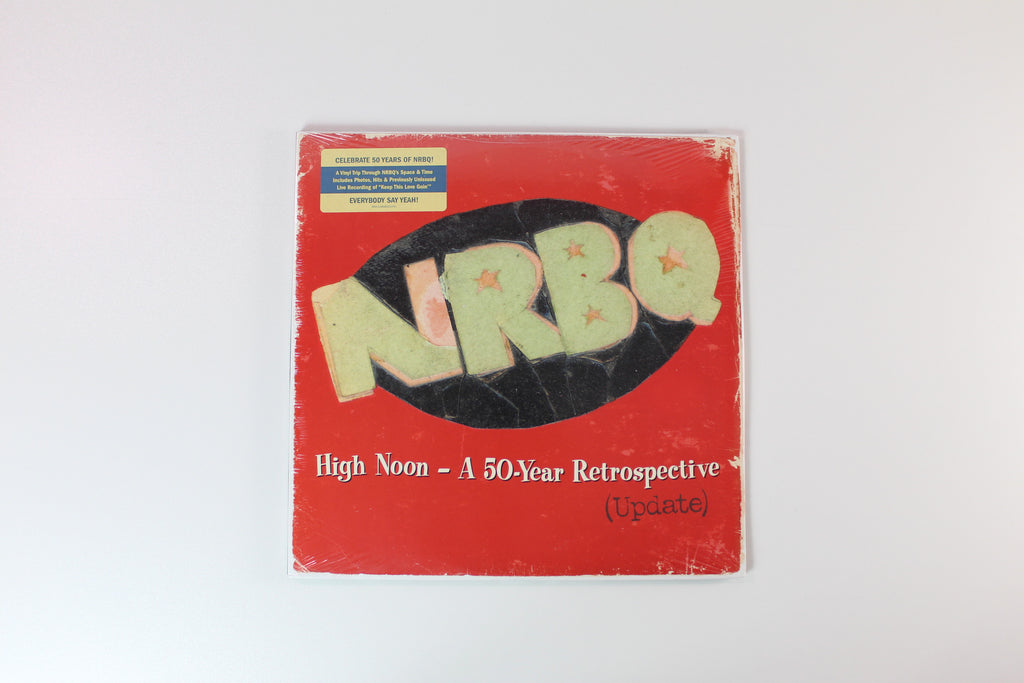 CELEBRATE 50 YEARS OF NRBQ!
A Vinyl Trip Through NRBQ's Space & Time
Includes Photos, Hits & Previously Unissued
Live Recording of "Keep This Love Goin'"
EVERYBODY SAY YEAH!
NRBQ
High Noon – A 50-Year Retrospective
(Update)